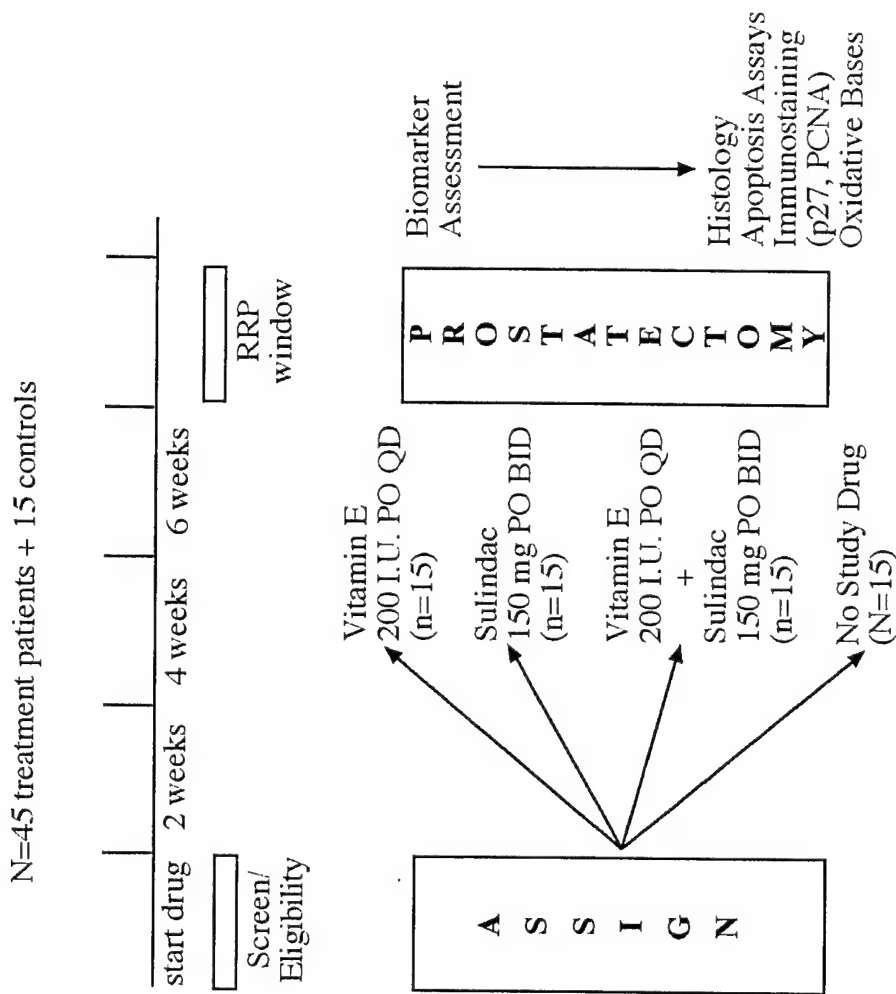 N=45 treatment patients + 15 controls
start drug 2 weeks 4 weeks 6 weeks
Screen/
Eligibility
RRP
window
ASSIGN
Vitamin E
200 I.U. PO QD
(n=15)
Sulindac
150 mg PO BID
(n=15)
Vitamin E
200 I.U. PO QD
+
Sulindac
150 mg PO BID
(n=15)
No Study Drug
(N=15)
PROSTATECTOMY
Biomarker
Assessment
Histology
Apoptosis Assays
Immunostaining
(p27, PCNA)
Oxidative Bases